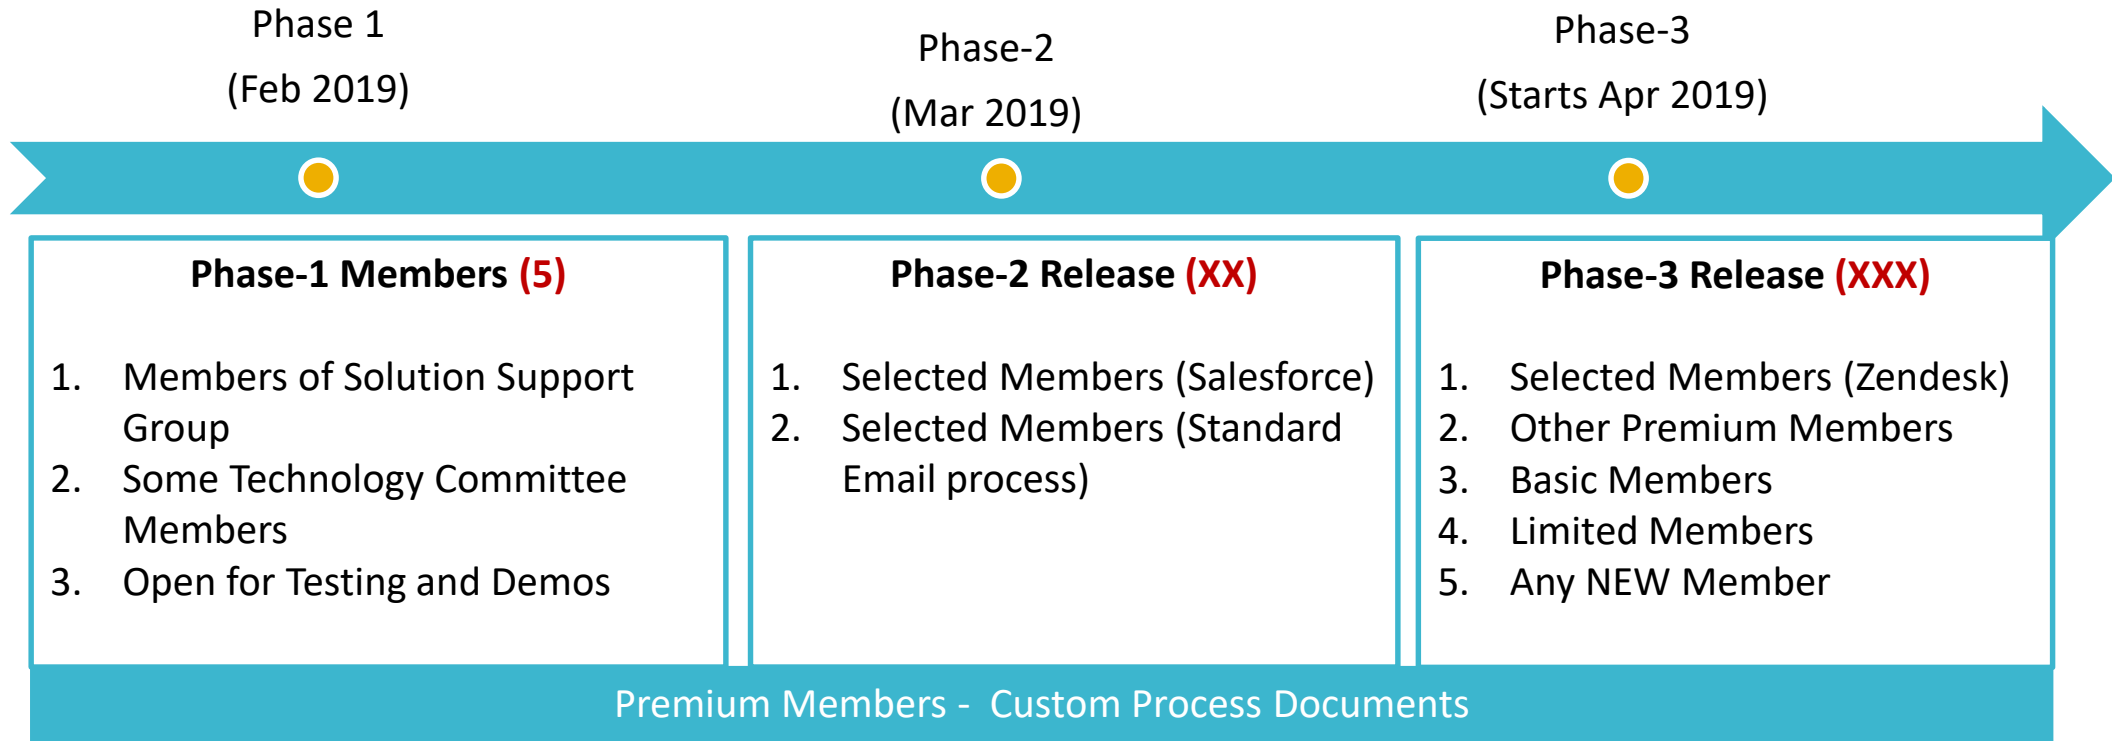 Phase 1
(Feb 2019)
Phase-2
(Mar 2019)
Phase-3
(Starts Apr 2019)
Phase-1 Members (5)
1. Members of Solution Support
Group
2. Some Technology Committee
Members
3. Open for Testing and Demos
Phase-2 Release (XX)
1. Selected Members (Salesforce)
2. Selected Members (Standard
Email process)
Phase-3 Release (XXX)
1. Selected Members (Zendesk)
2. Other Premium Members
3. Basic Members
4. Limited Members
5. Any NEW Member
Premium Members - Custom Process Documents